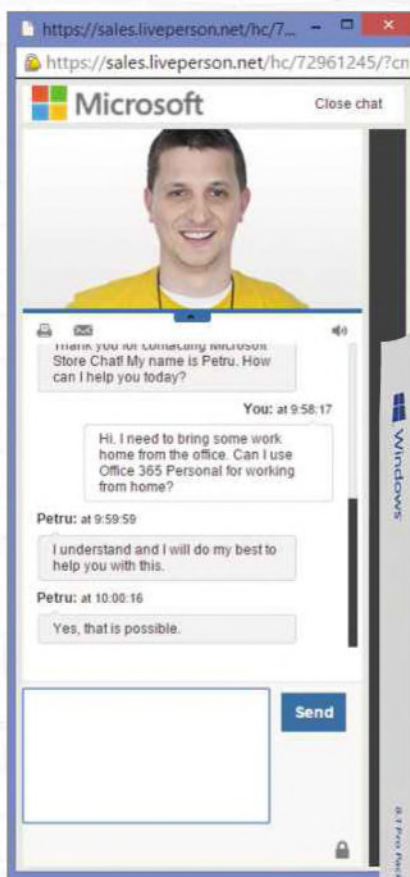 https://sales.liveperson.net/hc/7...
https://sales.liveperson.net/hc/72961245/?cn
Microsoft
Close chat
Thank you for contacting Microsoft
Store Chat! My name is Petru. How
can I help you today?
You: at 9:58:17
Hi. I need to bring some work
home from the office. Can I use
Office 365 Personal for working
from home?
Petru: at 9:59:59
I understand and I will do my best to
help you with this.
Petru: at 10:00:16
Yes, that is possible.
Send
Windows
8.1 Pro Pack